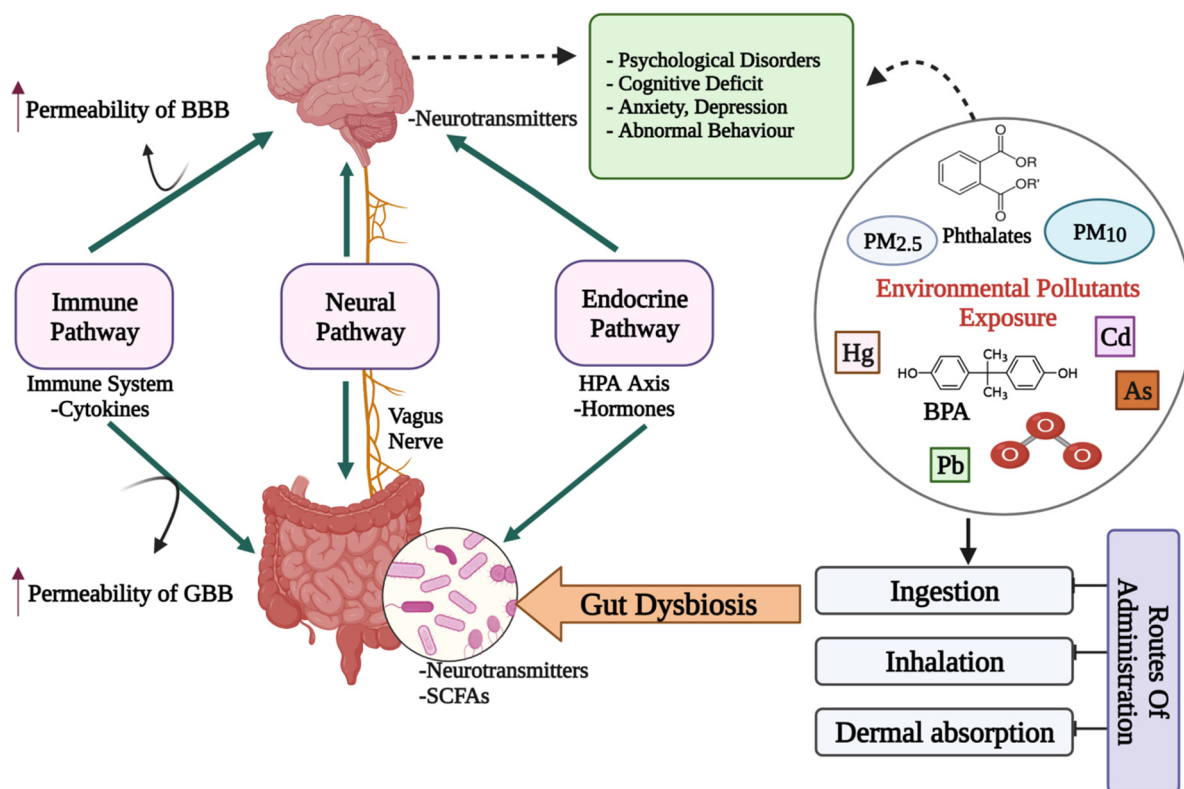 - Psychological Disorders
- Cognitive Deficit
- Anxiety, Depression
- Abnormal Behaviour
Permeability of BBB
-Neurotransmitters
Immune
Pathway
Immune System
-Cytokines
Neural
Pathway
Vagus
Nerve
Endocrine
Pathway
HPA Axis
-Hormones
Permeability of GBB
-Neurotransmitters
-SCFAs
Gut Dysbiosis
O
OR
OR'
O
Phthalates
PM2.5
PM10
Environmental Pollutants
Exposure
Hg
Cd
As
CH3
HO
OH
CH3
BPA
Pb
O
O
O
Ingestion
Inhalation
Dermal absorption
Routes Of
Administration